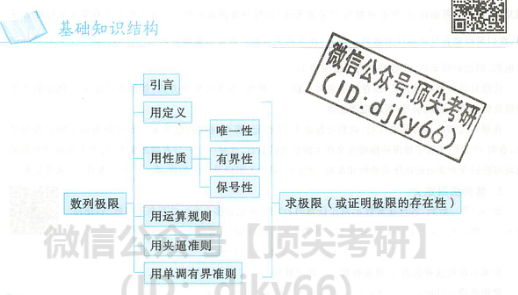 基础知识结构
微信公众号:顶尖考研
(ID:djky66)
引言
用定义
唯一性
用性质
有界性
保号性
数列极限
求极限(或证明极限的存在性)
用运算规则
微信公众号【顶尖考研】
用夹逼准则
用单调有界准则
(ID: djky66)